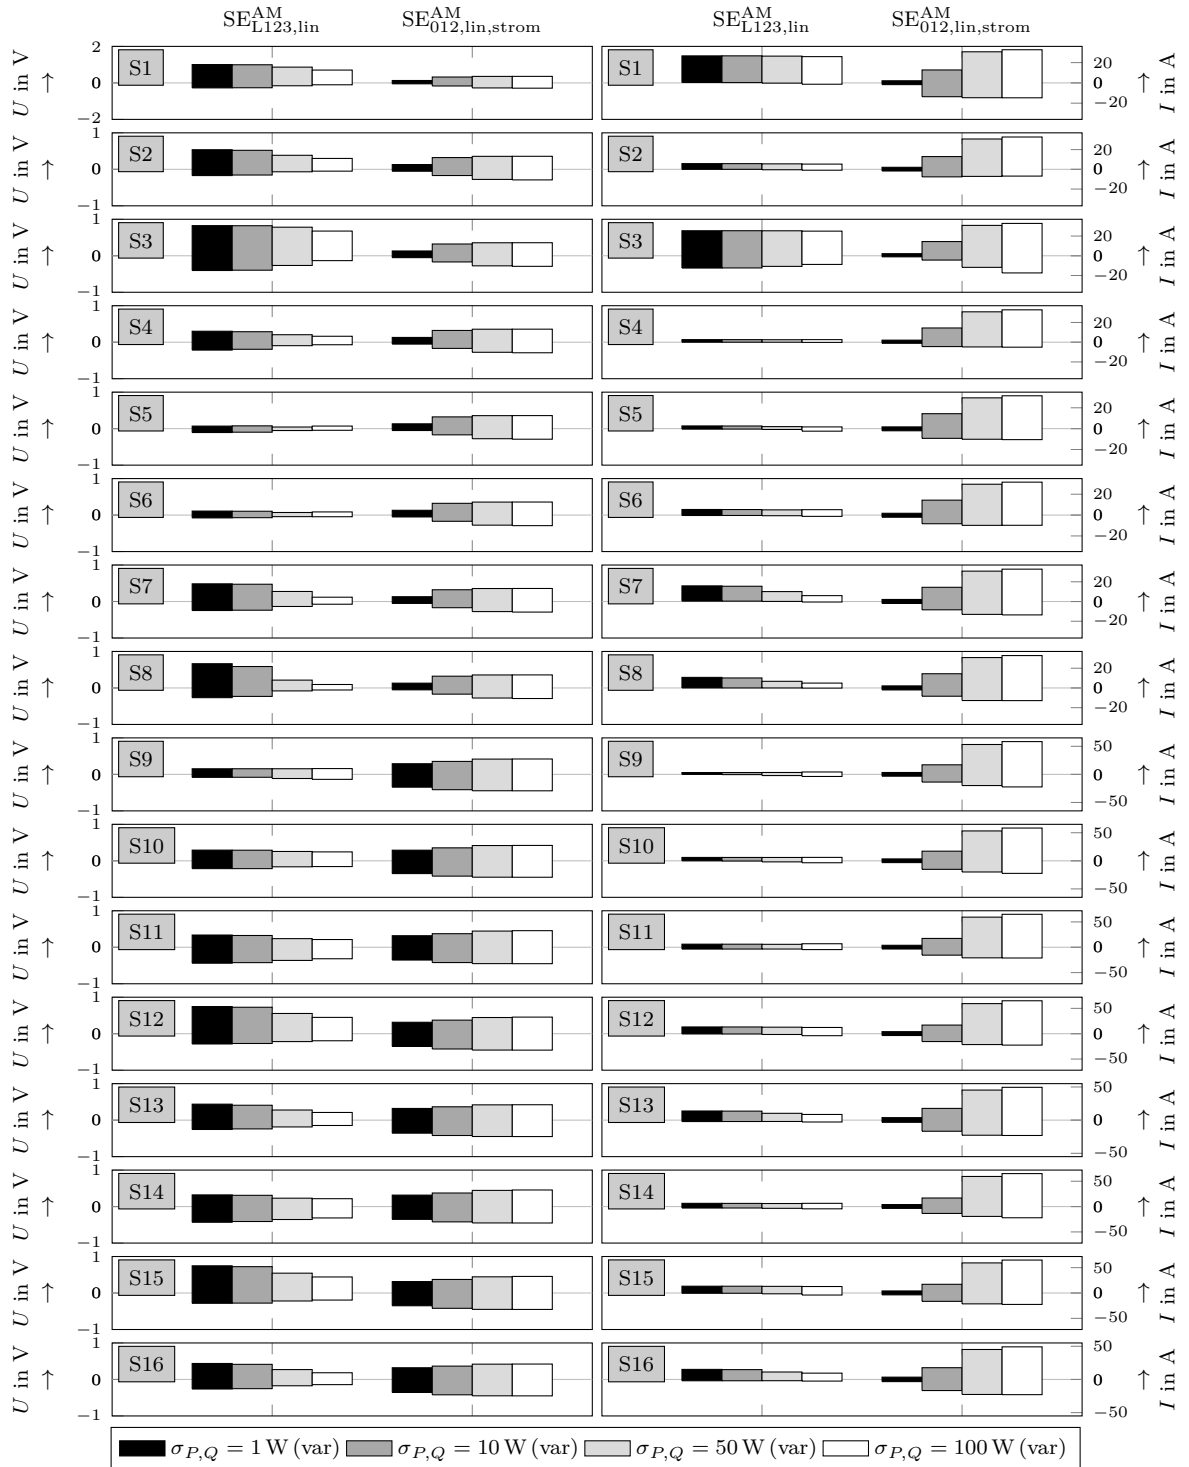 SE^AM_L123,lin SE^AM_012,lin,strom SE^AM_L123,lin SE^AM_012,lin,strom
U in V → 2 0 −2 S1 S1 20 0 −20 I in A →
U in V → 1 0 −1 S2 S2 20 0 −20 I in A →
U in V → 1 0 −1 S3 S3 20 0 −20 I in A →
U in V → 1 0 −1 S4 S4 20 0 −20 I in A →
U in V → 1 0 −1 S5 S5 20 0 −20 I in A →
U in V → 1 0 −1 S6 S6 20 0 −20 I in A →
U in V → 1 0 −1 S7 S7 20 0 −20 I in A →
U in V → 1 0 −1 S8 S8 20 0 −20 I in A →
U in V → 1 0 −1 S9 S9 50 0 −50 I in A →
U in V → 1 0 −1 S10 S10 50 0 −50 I in A →
U in V → 1 0 −1 S11 S11 50 0 −50 I in A →
U in V → 1 0 −1 S12 S12 50 0 −50 I in A →
U in V → 1 0 −1 S13 S13 50 0 −50 I in A →
U in V → 1 0 −1 S14 S14 50 0 −50 I in A →
U in V → 1 0 −1 S15 S15 50 0 −50 I in A →
U in V → 1 0 −1 S16 S16 50 0 −50 I in A →
σ_P,Q = 1 W (var) σ_P,Q = 10 W (var) σ_P,Q = 50 W (var) σ_P,Q = 100 W (var)